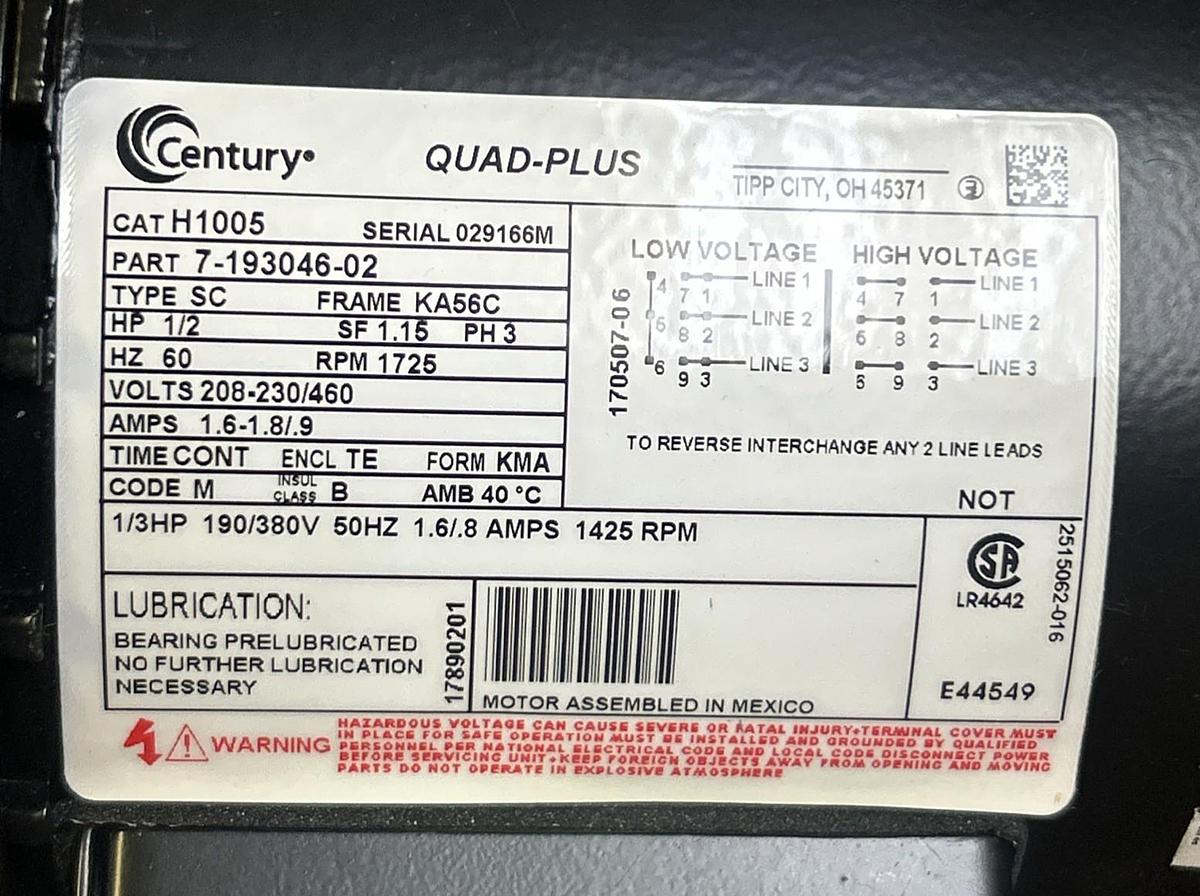 Century
QUAD-PLUS
TIPP CITY, OH 45371
CAT H1005 SERIAL 029166M
PART 7-193046-02
TYPE SC FRAME KA56C
HP 1/2 SF 1.15 PH 3
HZ 60 RPM 1725
VOLTS 208-230/460
AMPS 1.6-1.8/.9
TIME CONT ENCL TE FORM KMA
CODE M INSUL CLASS B AMB 40 °C
170507-06
LOW VOLTAGE
4 7 1 LINE 1
5 8 2 LINE 2
6 9 3 LINE 3
HIGH VOLTAGE
4 7 1 LINE 1
8 2 LINE 2
9 3 LINE 3
TO REVERSE INTERCHANGE ANY 2 LINE LEADS
NOT
1/3HP 190/380V 50HZ 1.6/.8 AMPS 1425 RPM
SA
LR4642
2515062-016
E44549
LUBRICATION:
BEARING PRELUBRICATED
NO FURTHER LUBRICATION
NECESSARY
17890201
MOTOR ASSEMBLED IN MEXICO
WARNING
HAZARDOUS VOLTAGE CAN CAUSE SEVERE OR FATAL INJURY•TERMINAL COVER MUST
IN PLACE FOR SAFE OPERATION MUST BE INSTALLED AND GROUNDED BY QUALIFIED
PERSONNEL PER NATIONAL ELECTRICAL CODE AND LOCAL CODE DISCONNECT POWER
BEFORE SERVICING UNIT•KEEP FOREIGN OBJECTS AWAY FROM OPENING AND MOVING
PARTS DO NOT OPERATE IN EXPLOSIVE ATMOSPHERE